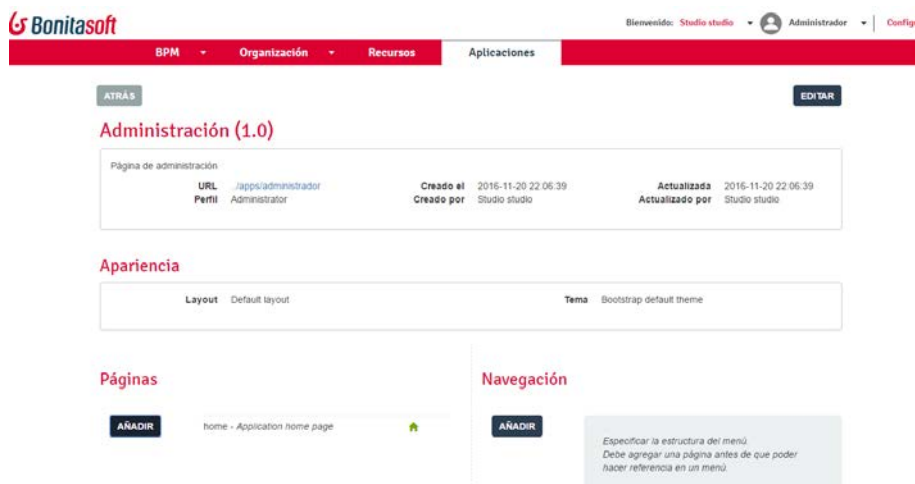 Bonitasoft
Bienvenido: Studio studio Administrador
BPM Organización Recursos Aplicaciones
ATRÁS EDITAR
Administración (1.0)
Página de administración
URL ../apps/administrador Creado el 2016-11-20 22:06:39 Actualizada 2016-11-20 22:06:39
Perfil Administrator Creado por Studio studio Actualizado por Studio studio
Apariencia
Layout Default layout Tema Bootstrap default theme
Páginas Navegación
AÑADIR home - Application home page AÑADIR
Especificar la estructura del menú.
Debe agregar una página antes de que poder
hacer referencia en un menú.